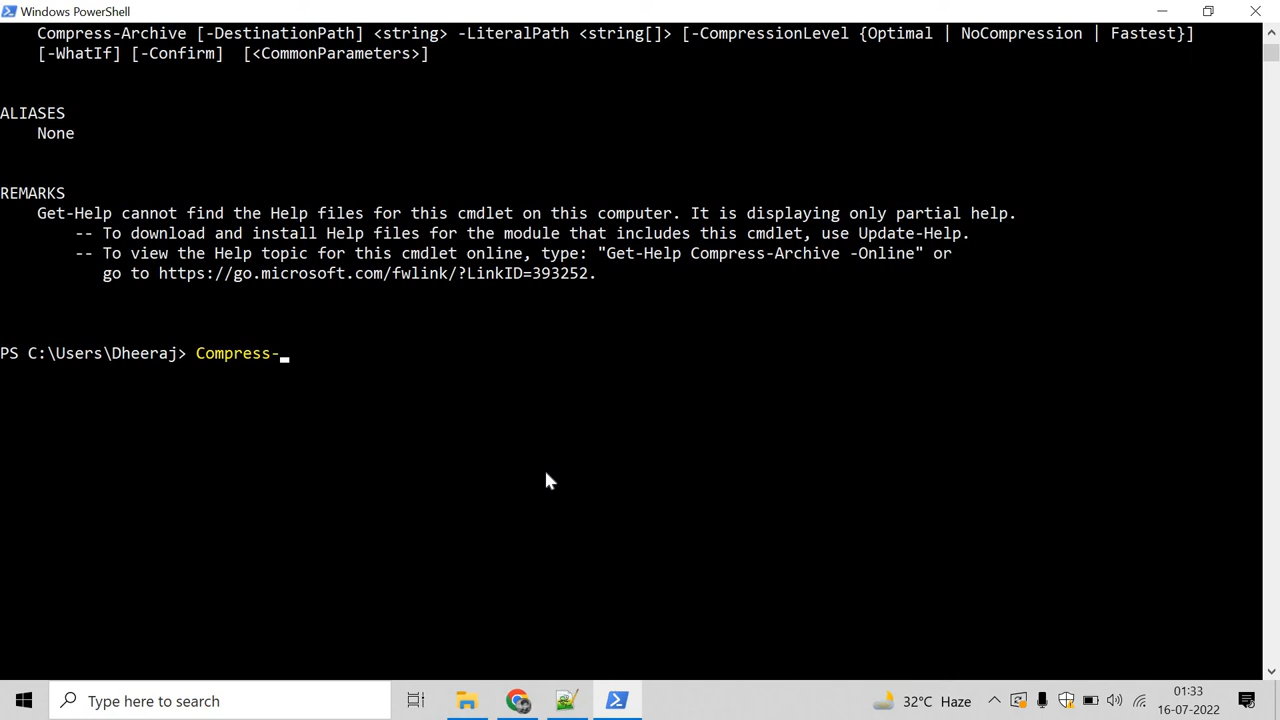 Windows PowerShell
Compress-Archive [-DestinationPath] <string> -LiteralPath <string[]> [-CompressionLevel {Optimal | NoCompression | Fastest}]
[-WhatIf] [-Confirm]  [<CommonParameters>]
ALIASES
None
REMARKS
Get-Help cannot find the Help files for this cmdlet on this computer. It is displaying only partial help.
-- To download and install Help files for the module that includes this cmdlet, use Update-Help.
-- To view the Help topic for this cmdlet online, type: "Get-Help Compress-Archive -Online" or
go to https://go.microsoft.com/fwlink/?LinkID=393252.
PS C:\Users\Dheeraj> Compress-
Type here to search
32°C Haze
01:33
16-07-2022